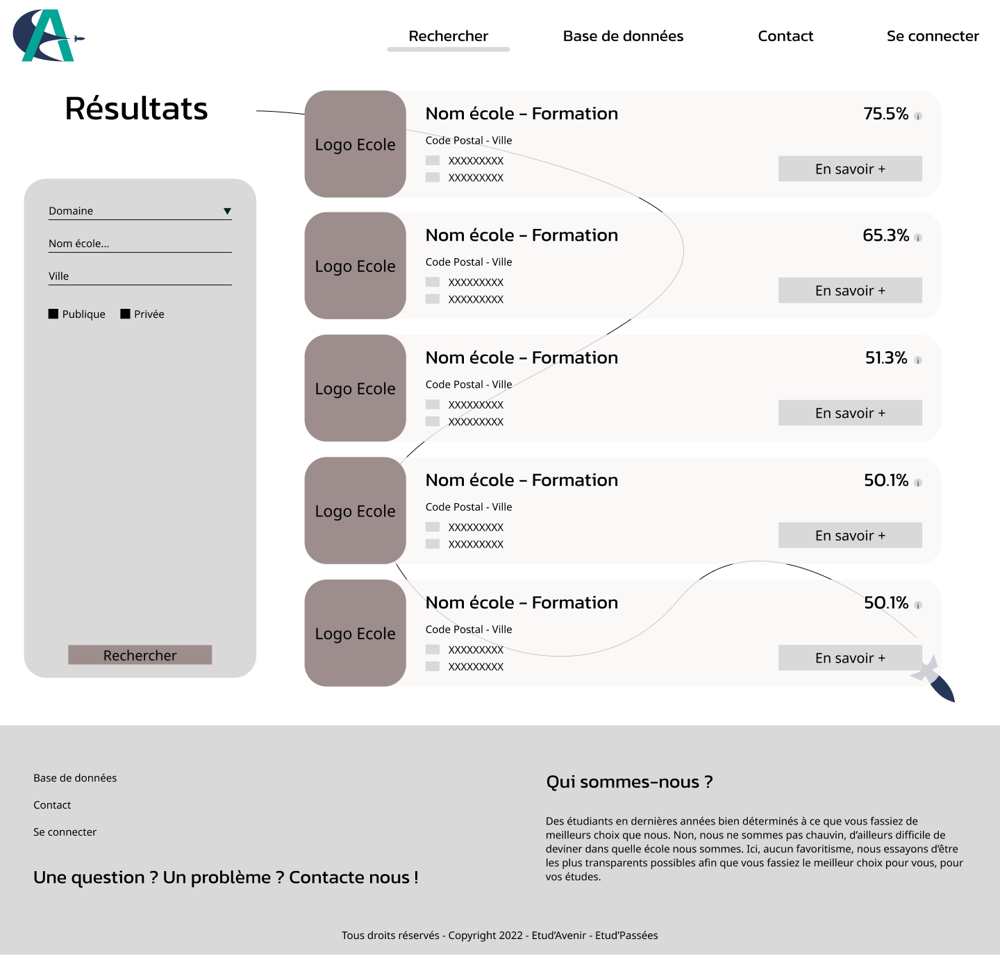 Rechercher
Base de données
Contact
Se connecter
Résultats
Domaine
Nom école...
Ville
Publique
Privée
Rechercher
Logo Ecole
Nom école - Formation
75.5% i
Code Postal - Ville
XXXXXXXXX
XXXXXXXXX
En savoir +
Logo Ecole
Nom école - Formation
65.3% i
Code Postal - Ville
XXXXXXXXX
XXXXXXXXX
En savoir +
Logo Ecole
Nom école - Formation
51.3% i
Code Postal - Ville
XXXXXXXXX
XXXXXXXXX
En savoir +
Logo Ecole
Nom école - Formation
50.1% i
Code Postal - Ville
XXXXXXXXX
XXXXXXXXX
En savoir +
Logo Ecole
Nom école - Formation
50.1% i
Code Postal - Ville
XXXXXXXXX
XXXXXXXXX
En savoir +
Base de données
Contact
Se connecter
Une question ? Un problème ? Contacte nous !
Qui sommes-nous ?
Des étudiants en dernières années bien déterminés à ce que vous fassiez de
meilleurs choix que nous. Non, nous ne sommes pas chauvin, d’ailleurs difficile de
deviner dans quelle école nous sommes. Ici, aucun favoritisme, nous essayons d’être
les plus transparents possibles afin que vous fassiez le meilleur choix pour vous, pour
vos études.
Tous droits réservés - Copyright 2022 - Etud’Avenir - Etud’Passées